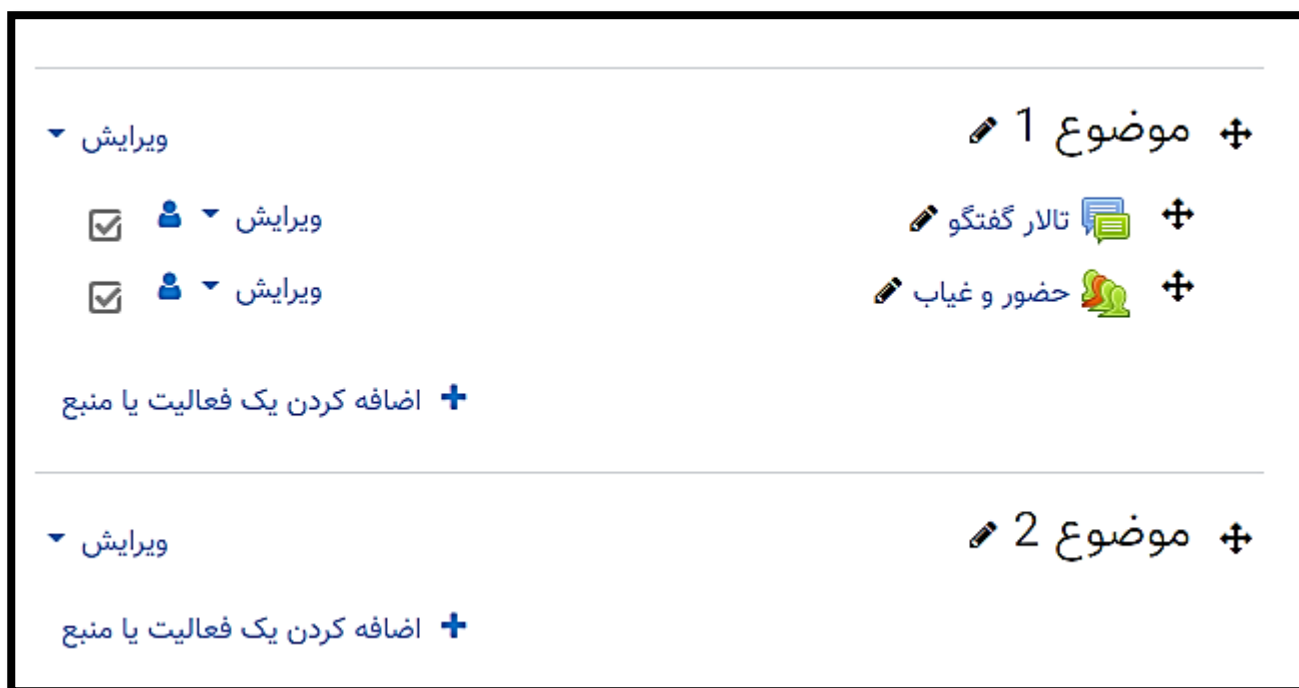 موضوع 1 ویرایش
تالار گفتگو ویرایش
حضور و غیاب ویرایش
اضافه کردن یک فعالیت یا منبع
موضوع 2 ویرایش
اضافه کردن یک فعالیت یا منبع